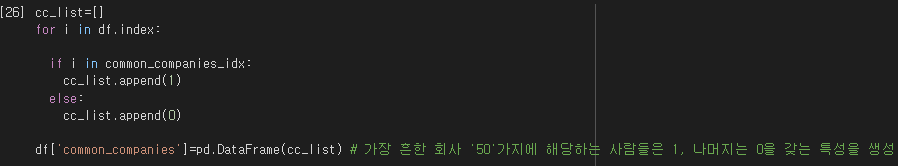 [26] cc_list=[]
for i in df.index:
if i in common_companies_idx:
cc_list.append(1)
else:
cc_list.append(0)
df['common_companies']=pd.DataFrame(cc_list) # 가장 흔한 회사 '50'가지에 해당하는 사람들은 1, 나머지는 0을 갖는 특성을 생성